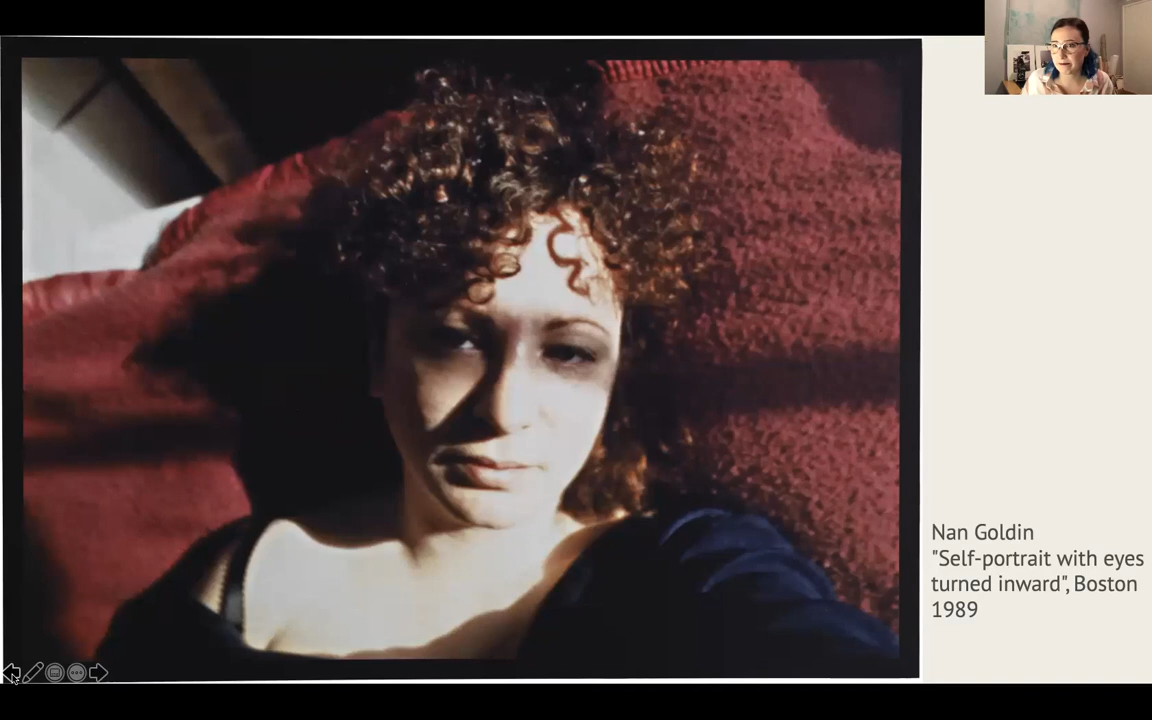 Nan Goldin
"Self-portrait with eyes
turned inward", Boston
1989